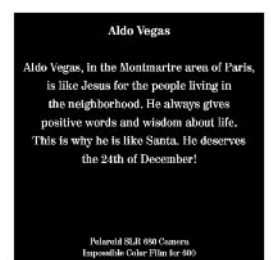 Aldo Vegas
Aldo Vegas, in the Montmartre area of Paris,
is like Jesus for the people living in
the neighborhood. He always gives
positive words and wisdom about life.
This is why he is like Santa. He deserves
the 24th of December!
Polaroid SLR 680 Camera
Impossible Color Film for 600